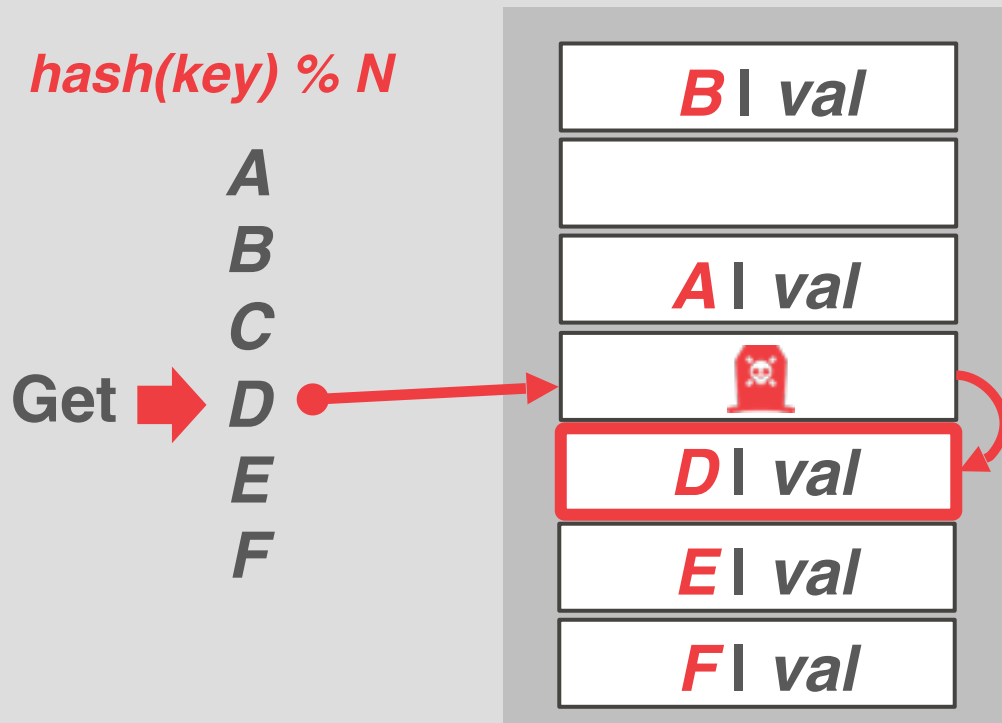 hash(key) % N
A
B
C
Get D
E
F
B | val
A | val
D | val
E | val
F | val